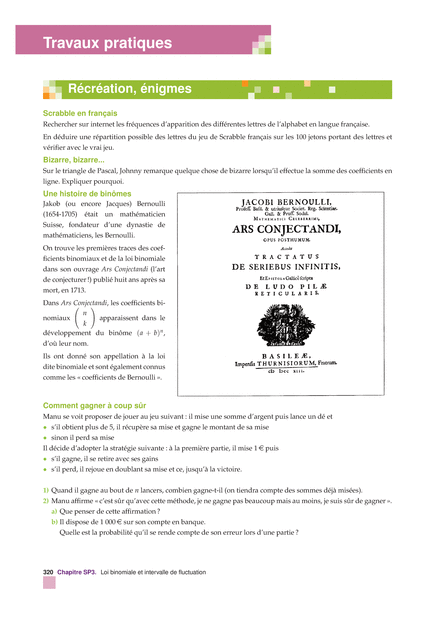 Travaux pratiques
Récréation, énigmes
Scrabble en français
Rechercher sur internet les fréquences d'apparition des différentes lettres de l'alphabet en langue française.
En déduire une répartition possible des lettres du jeu de Scrabble français sur les 100 jetons portant des lettres et
vérifier avec le vrai jeu.
Bizarre, bizarre...
Sur le triangle de Pascal, Johnny remarque quelque chose de bizarre lorsqu'il effectue la somme des coefficients en
ligne. Expliquer pourquoi.
Une histoire de binômes
Jakob (ou encore Jacques) Bernoulli
(1654-1705) était un mathématicien
Suisse, fondateur d'une dynastie de
mathématiciens, les Bernoulli.
On trouve les premières traces des coef-
ficients binomiaux et de la loi binomiale
dans son ouvrage Ars Conjectandi (l'art
de conjecturer !) publié huit ans après sa
mort, en 1713.
Dans Ars Conjectandi, les coefficients bi-
nomiaux ( n k ) apparaissent dans le
développement du binôme (a + b)ⁿ,
d'où leur nom.
Ils ont donné son appellation à la loi
dite binomiale et sont également connus
comme les « coefficients de Bernoulli ».
JACOBI BERNOULLI,
Profess. Basil. & utriusque Societ. Reg. Scientiar.
Gall. & Pruss. Sodal.
MATHEMATICI CELEBERRIMI,
ARS CONJECTANDI,
OPUS POSTHUMUM.
Accedit
TRACTATUS
DE SERIEBUS INFINITIS,
Et EPISTOLA Gallicè scripta
DE LUDO PILÆ
RETICULARIS.
BASILEÆ,
Impensis THURNISIORUM, Fratrum.
Comment gagner à coup sûr
Manu se voit proposer de jouer au jeu suivant : il mise une somme d'argent puis lance un dé et
• s'il obtient plus de 5, il récupère sa mise et gagne le montant de sa mise
• sinon il perd sa mise
Il décide d'adopter la stratégie suivante : à la première partie, il mise 1 € puis
• s'il gagne, il se retire avec ses gains
• s'il perd, il rejoue en doublant sa mise et ce, jusqu'à la victoire.
1) Quand il gagne au bout de n lancers, combien gagne-t-il (on tiendra compte des sommes déjà misées).
2) Manu affirme « c'est sûr qu'avec cette méthode, je ne gagne pas beaucoup mais au moins, je suis sûr de gagner ».
a) Que penser de cette affirmation ?
b) Il dispose de 1 000 € sur son compte en banque.
Quelle est la probabilité qu'il se rende compte de son erreur lors d'une partie ?
320 Chapitre SP3. Loi binomiale et intervalle de fluctuation